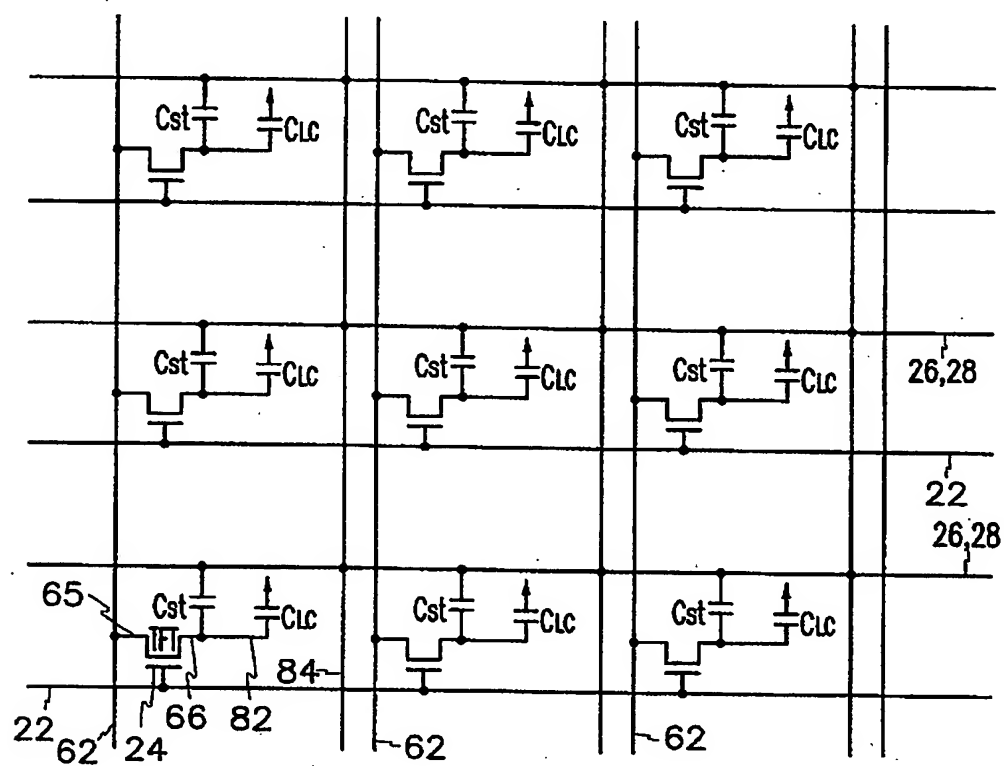 Cst CLC Cst CLC Cst CLC
Cst CLC Cst CLC Cst CLC
26,28
22
26,28
65 TFT Cst CLC Cst CLC Cst CLC
84
22 62 24 66 82 62 62